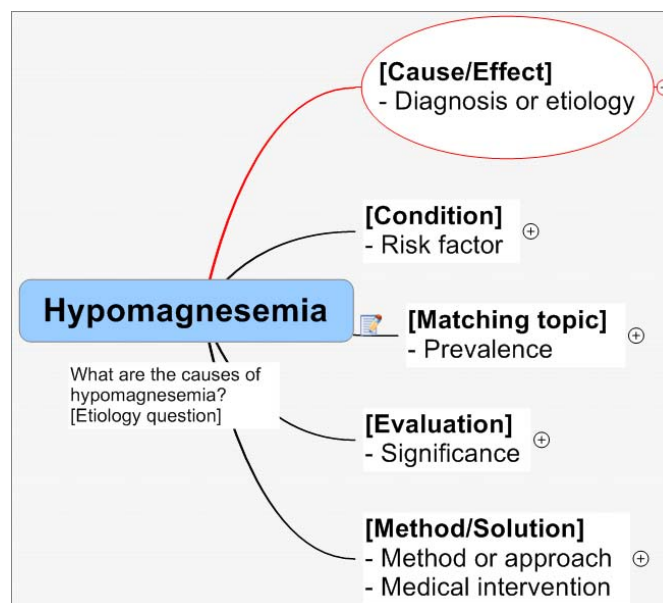 [Cause/Effect]
- Diagnosis or etiology
[Condition]
- Risk factor
Hypomagnesemia
[Matching topic]
- Prevalence
What are the causes of
hypomagnesemia?
[Etiology question]
[Evaluation]
- Significance
[Method/Solution]
- Method or approach
- Medical intervention